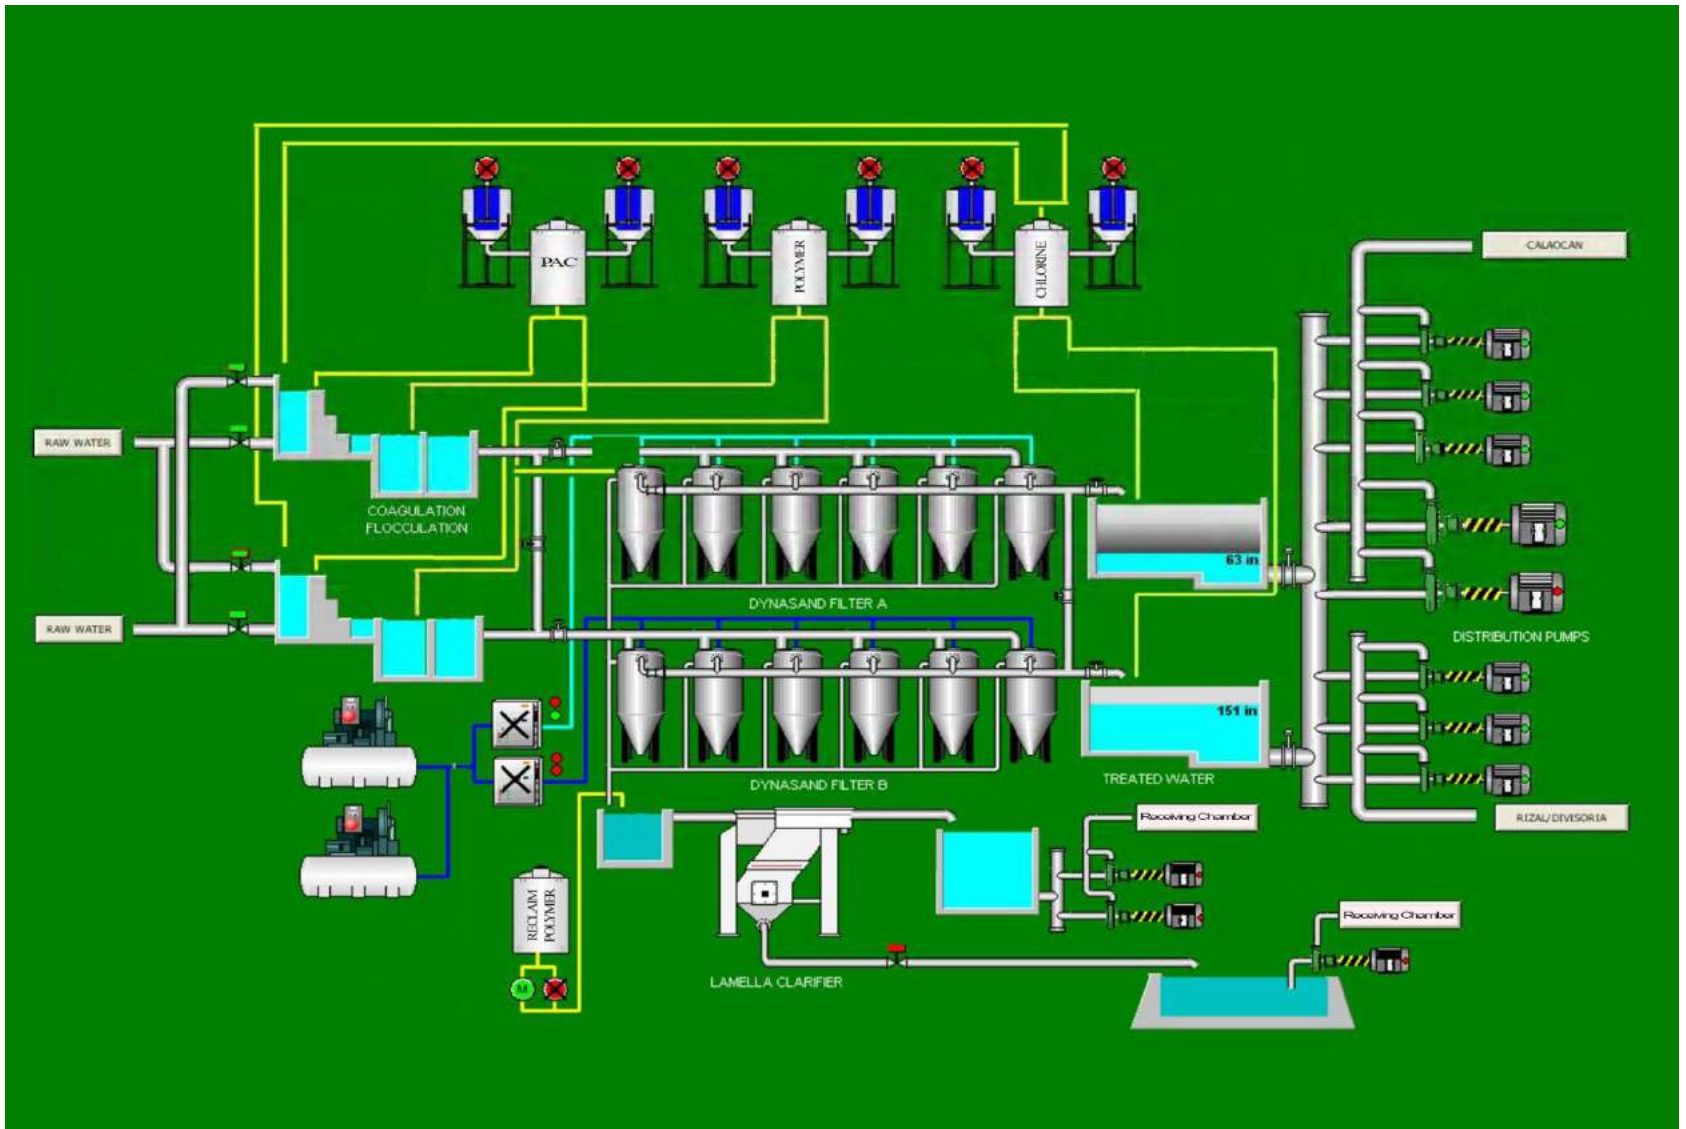 PAC
POLYMER
CHLORINE
CALAOCAN
RAW WATER
COAGULATION
FLOCCULATION
63 in
DYNASAND FILTER A
RAW WATER
DISTRIBUTION PUMPS
151 in
TREATED WATER
DYNASAND FILTER B
Receiving Chamber
RIZAL/DIVISORIA
RECLAIM
POLYMER
Receiving Chamber
LAMELLA CLARIFIER
M